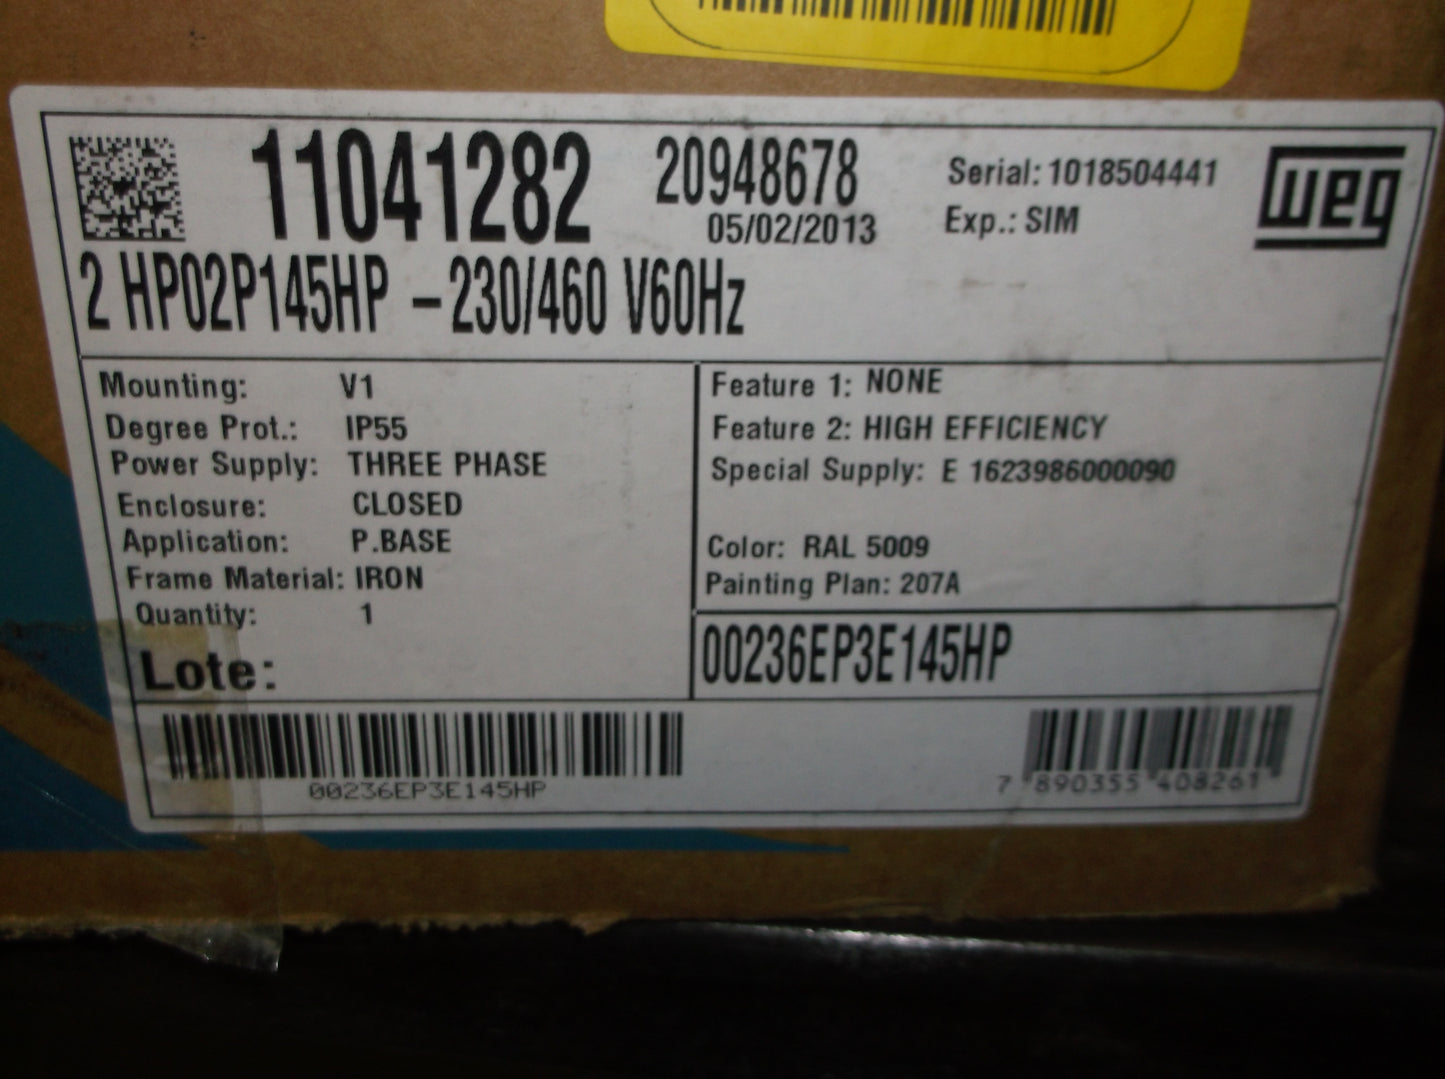 11041282
20948678
05/02/2013
Serial: 1018504441
Exp.: SIM
WEG
2 HP02P145HP - 230/460 V60Hz
Mounting: V1
Degree Prot.: IP55
Power Supply: THREE PHASE
Enclosure: CLOSED
Application: P.BASE
Frame Material: IRON
Quantity: 1
Lote:
Feature 1: NONE
Feature 2: HIGH EFFICIENCY
Special Supply: E 1623986000090
Color: RAL 5009
Painting Plan: 207A
00236EP3E145HP
00236EP3E145HP
7 890355 408261